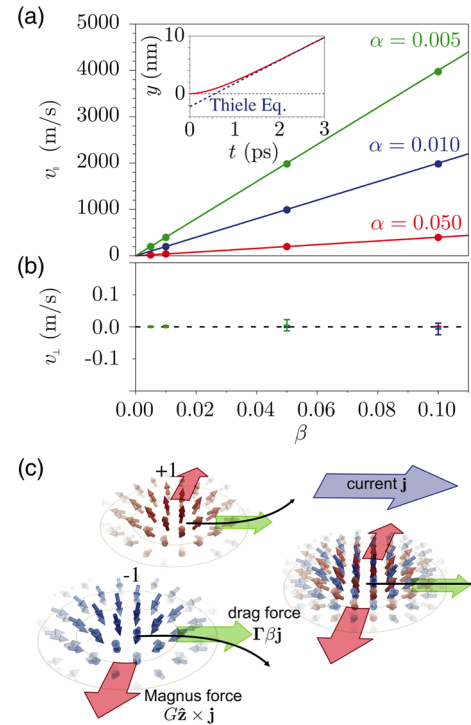 (a)
5000
4000
3000
2000
1000
0
v∥ (m/s)
y (nm)
10
0
Thiele Eq.
0 1 2 3
t (ps)
α = 0.005
α = 0.010
α = 0.050
(b)
0.1
0.0
-0.1
v⊥ (m/s)
0.00 0.02 0.04 0.06 0.08 0.10
β
(c)
+1
current j
-1
drag force
Γβj
Magnus force
Gẑ × j